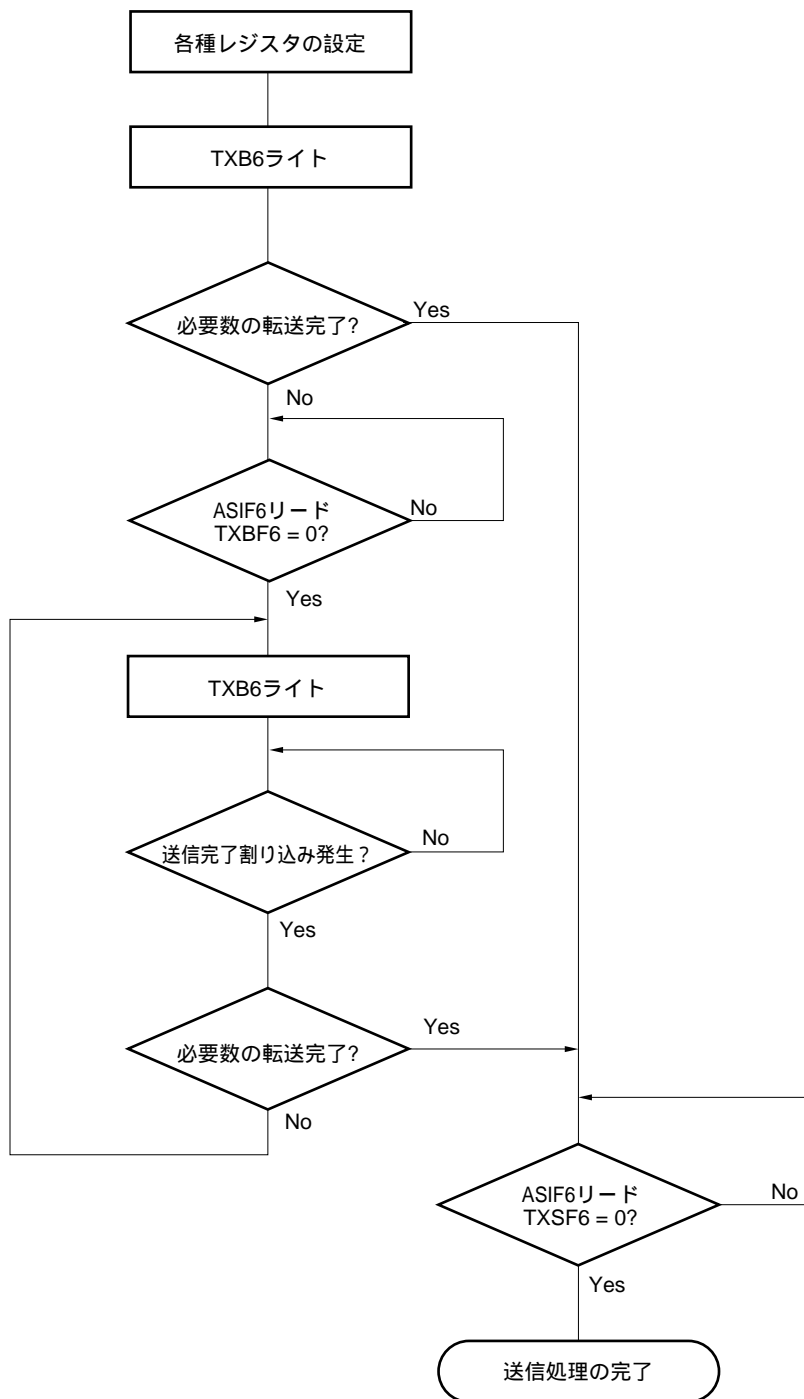 各種レジスタの設定
TXB6ライト
必要数の転送完了?
Yes
No
ASIF6リード
TXBF6 = 0?
No
Yes
TXB6ライト
送信完了割り込み発生？
No
Yes
必要数の転送完了?
Yes
No
ASIF6リード
TXSF6 = 0?
No
Yes
送信処理の完了